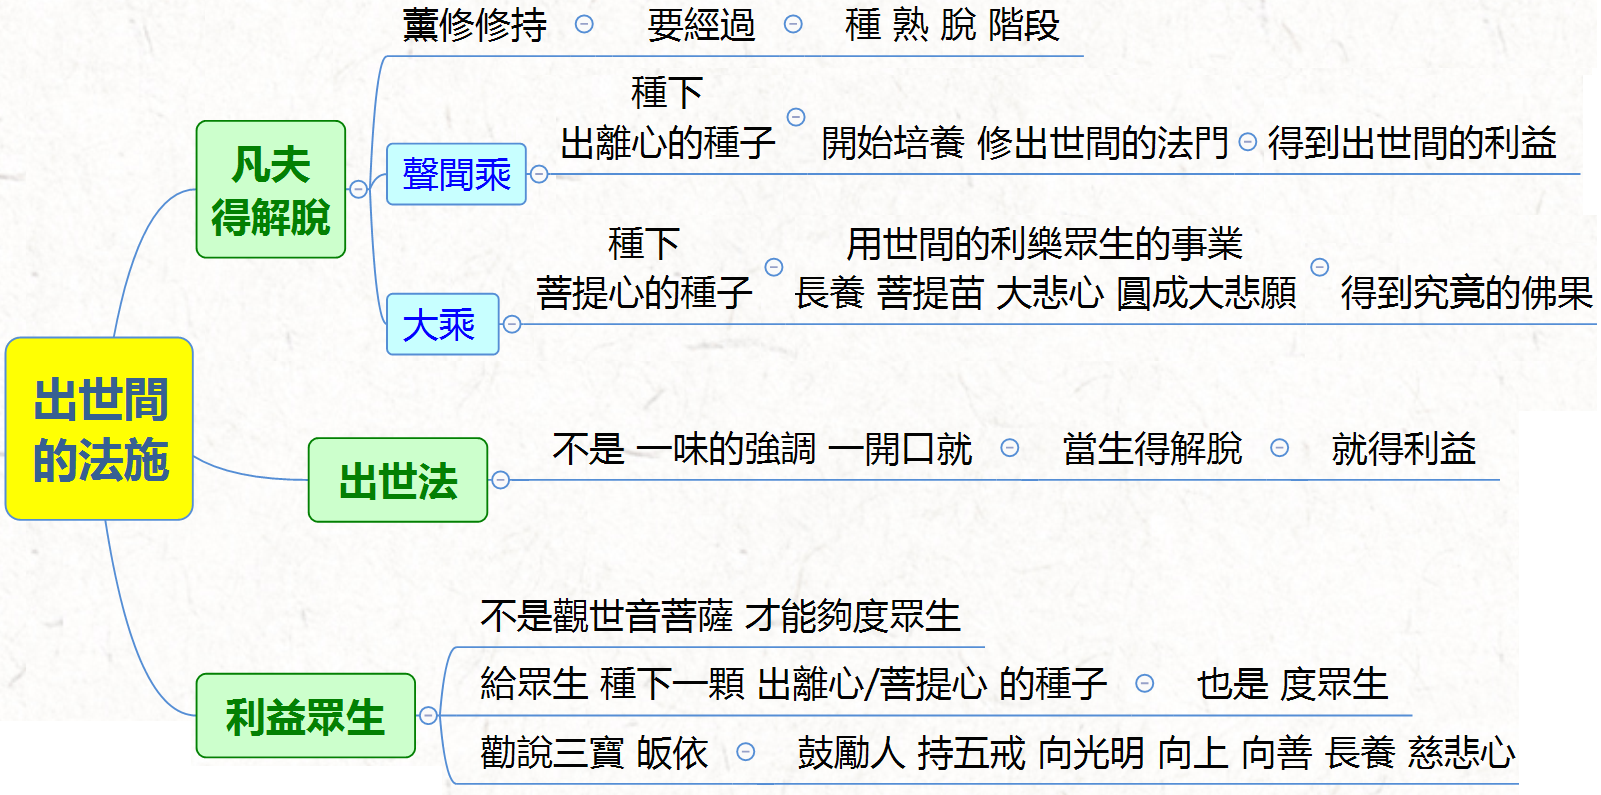 出世間
的法施
凡夫
得解脫
薰修修持 要經過 種 熟 脫 階段
聲聞乘
種下
出離心的種子 開始培養 修出世間的法門 得到出世間的利益
大乘
種下 用世間的利樂眾生的事業
菩提心的種子 長養 菩提苗 大悲心 圓成大悲願 得到究竟的佛果
出世法
不是 一味的強調 一開口就 當生得解脫 就得利益
利益眾生
不是觀世音菩薩 才能夠度眾生
給眾生 種下一顆 出離心/菩提心 的種子 也是 度眾生
勸說三寶 皈依 鼓勵人 持五戒 向光明 向上 向善 長養 慈悲心